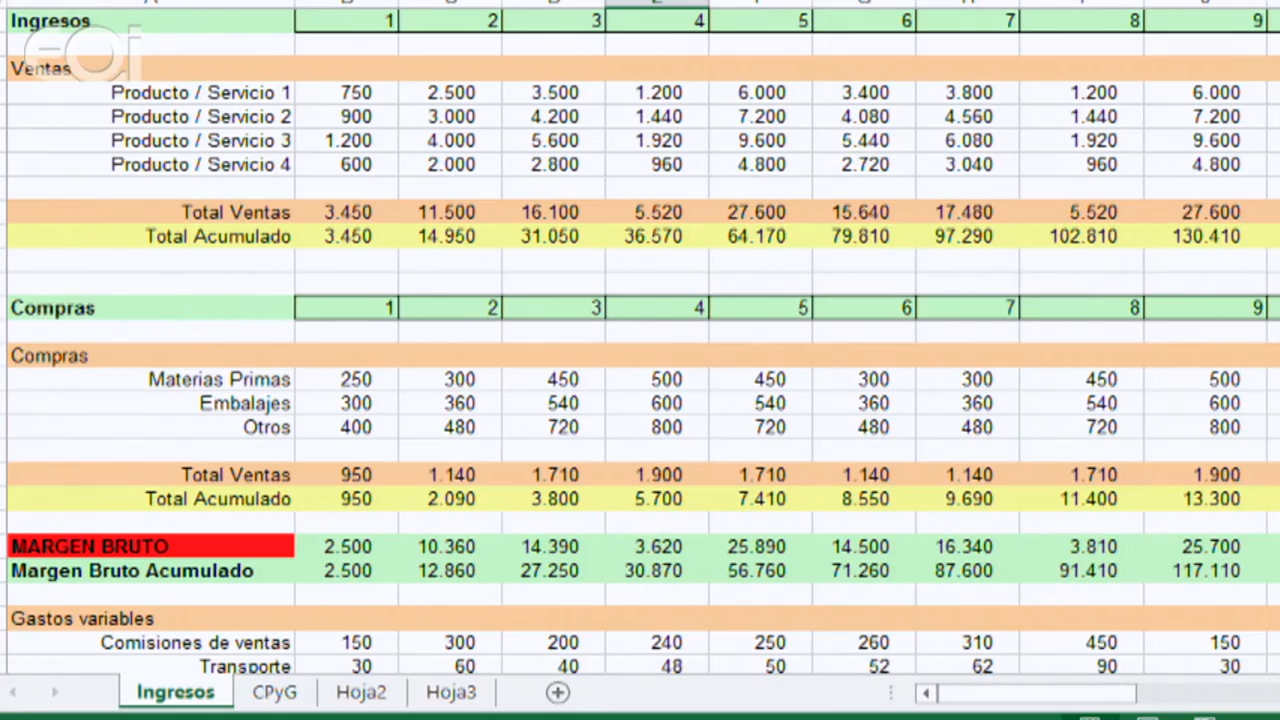 Ingresos 1 2 3 4 5 6 7 8 9
eoi
Ventas
Producto / Servicio 1 750 2.500 3.500 1.200 6.000 3.400 3.800 1.200 6.000
Producto / Servicio 2 900 3.000 4.200 1.440 7.200 4.080 4.560 1.440 7.200
Producto / Servicio 3 1.200 4.000 5.600 1.920 9.600 5.440 6.080 1.920 9.600
Producto / Servicio 4 600 2.000 2.800 960 4.800 2.720 3.040 960 4.800
Total Ventas 3.450 11.500 16.100 5.520 27.600 15.640 17.480 5.520 27.600
Total Acumulado 3.450 14.950 31.050 36.570 64.170 79.810 97.290 102.810 130.410
Compras 1 2 3 4 5 6 7 8 9
Compras
Materias Primas 250 300 450 500 450 300 300 450 500
Embalajes 300 360 540 600 540 360 360 540 600
Otros 400 480 720 800 720 480 480 720 800
Total Ventas 950 1.140 1.710 1.900 1.710 1.140 1.140 1.710 1.900
Total Acumulado 950 2.090 3.800 5.700 7.410 8.550 9.690 11.400 13.300
MARGEN BRUTO 2.500 10.360 14.390 3.620 25.890 14.500 16.340 3.810 25.700
Margen Bruto Acumulado 2.500 12.860 27.250 30.870 56.760 71.260 87.600 91.410 117.110
Gastos variables
Comisiones de ventas 150 300 200 240 250 260 310 450 150
Transporte 30 60 40 48 50 52 62 90 30
Ingresos CPyG Hoja2 Hoja3